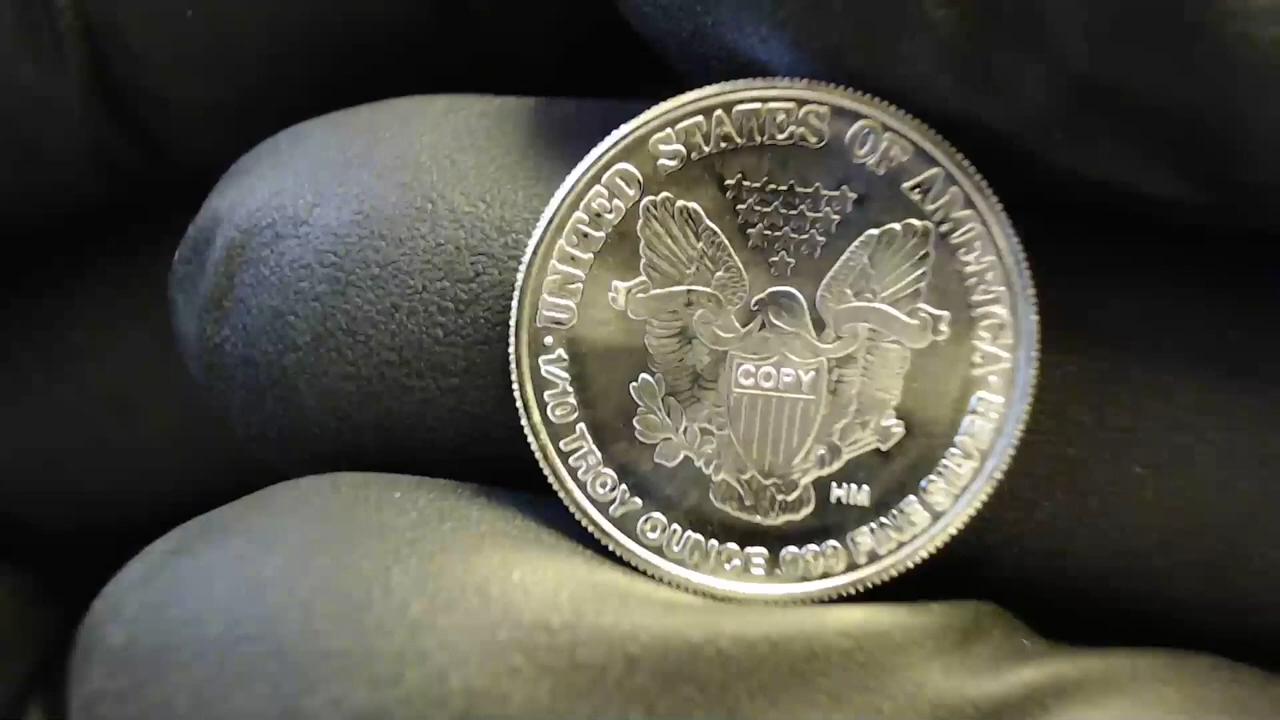 UNITED STATES OF AMERICA
COPY
HM
1/10 TROY OUNCE .999 FINE SILVER